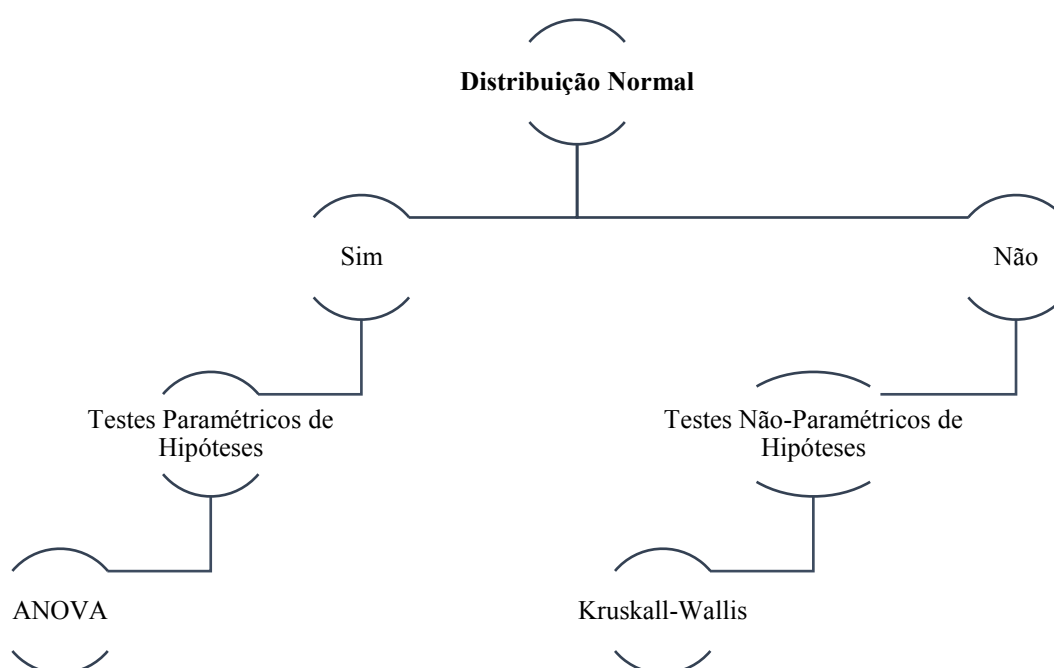 Distribuição Normal
Sim
Não
Testes Paramétricos de
Hipóteses
Testes Não-Paramétricos de
Hipóteses
ANOVA
Kruskall-Wallis